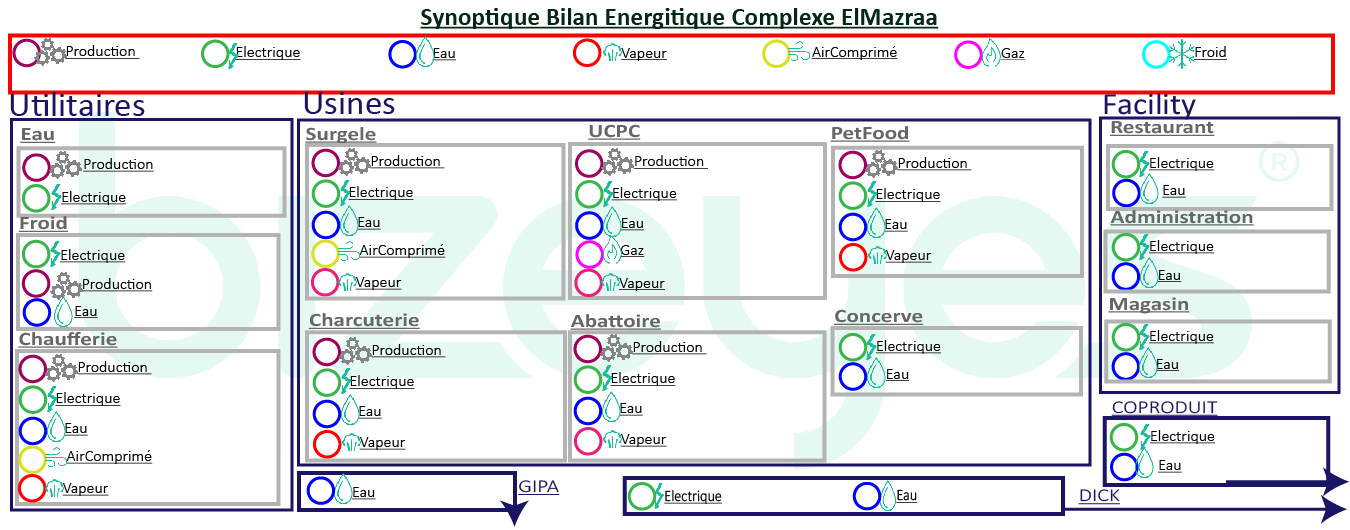 Synoptique Bilan Energitique Complexe ElMazraa
Production Electrique Eau Vapeur AirComprimé Gaz Froid
Utilitaires
Eau
Production
Electrique
Froid
Electrique
Production
Eau
Chaufferie
Production
Electrique
Eau
AirComprimé
Vapeur
Usines
Surgele
Production
Electrique
Eau
AirComprimé
Vapeur
UCPC
Production
Electrique
Eau
Gaz
Vapeur
PetFood
Production
Electrique
Eau
Vapeur
Charcuterie
Production
Electrique
Eau
Vapeur
Abattoire
Production
Electrique
Eau
Vapeur
Concerve
Electrique
Eau
Facility
Restaurant
Electrique
Eau
Administration
Electrique
Eau
Magasin
Electrique
Eau
COPRODUIT
Electrique
Eau
Eau
GIPA
Electrique Eau
DICK
bizeyes ®